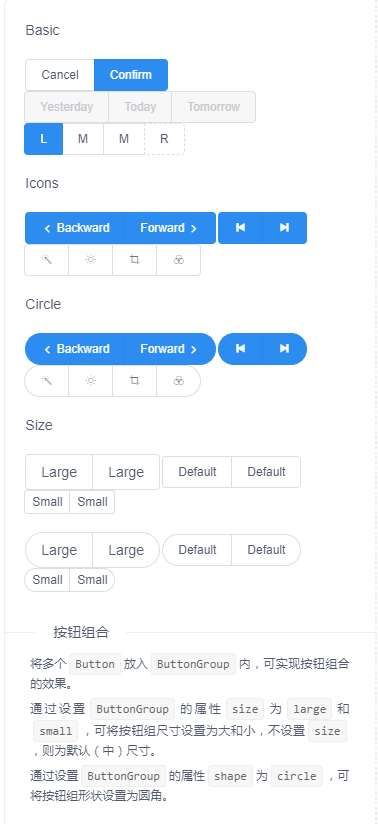 Basic
Cancel Confirm
Yesterday Today Tomorrow
L M M R
Icons
Backward Forward
Circle
Backward Forward
Size
Large Large Default Default
Small Small
Large Large Default Default
Small Small
按钮组合
将多个 Button 放入 ButtonGroup 内，可实现按钮组合
的效果。
通过设置 ButtonGroup 的属性 size 为 large 和
small ，可将按钮组尺寸设置为大和小，不设置 size
，则为默认（中）尺寸。
通过设置 ButtonGroup 的属性 shape 为 circle ，可
将按钮组形状设置为圆角。